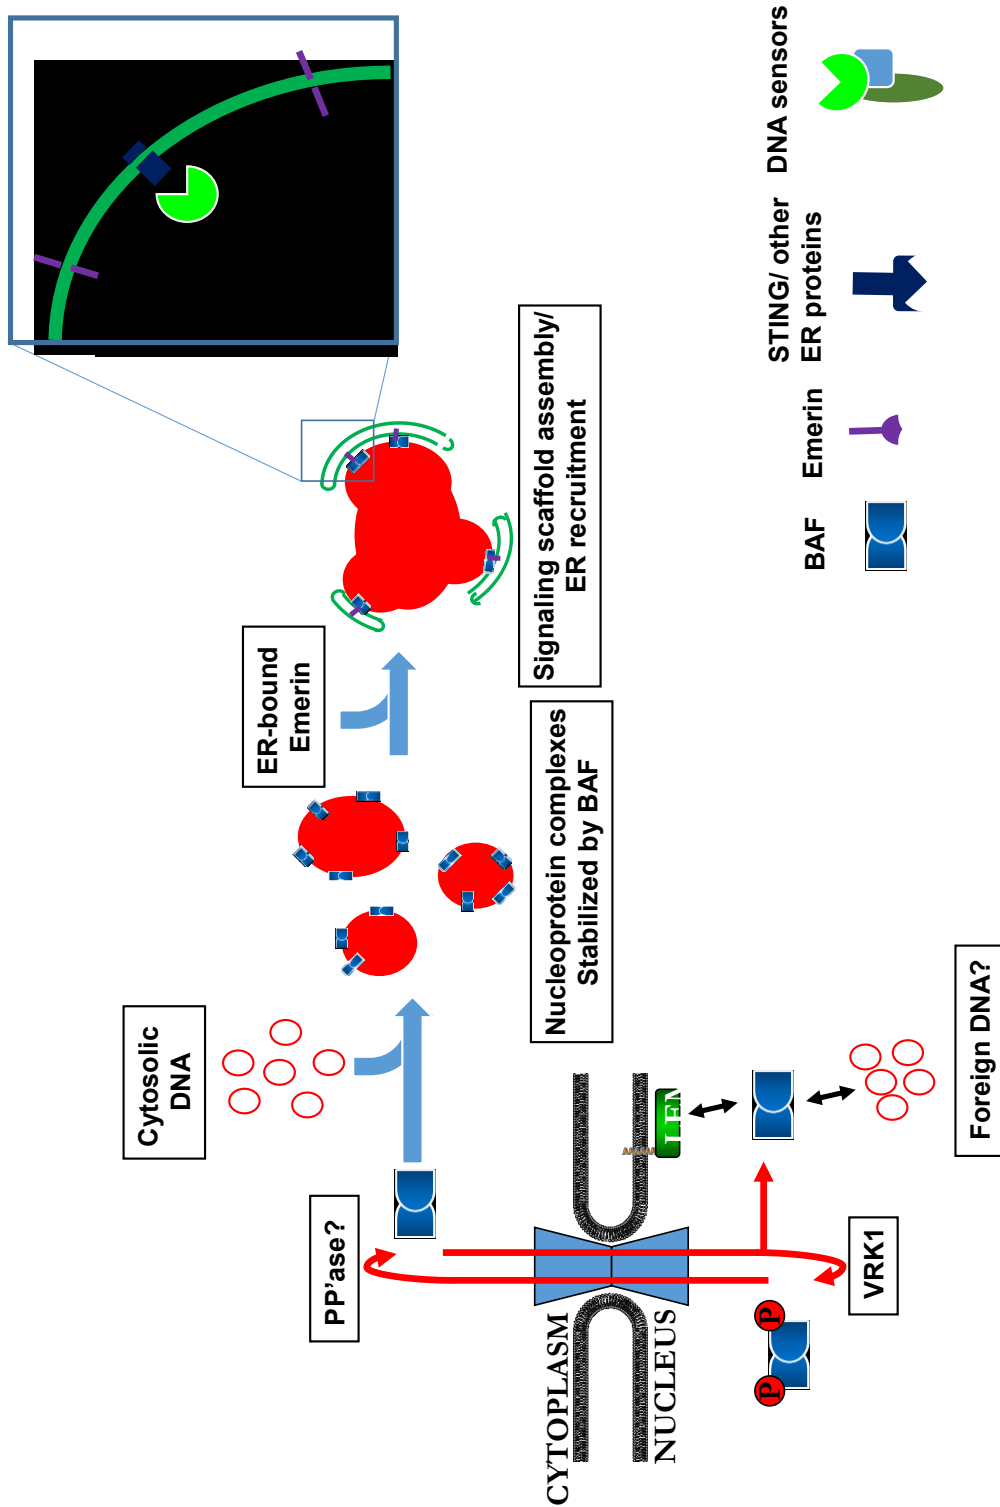 Cytosolic
DNA
ER-bound
Emerin
PP'ase?
Nucleoprotein complexes
Stabilized by BAF
Signaling scaffold assembly/
ER recruitment
CYTOPLASM
NUCLEUS
LEM
P
P
VRK1
Foreign DNA?
BAF
Emerin
STING/ other
ER proteins
DNA sensors